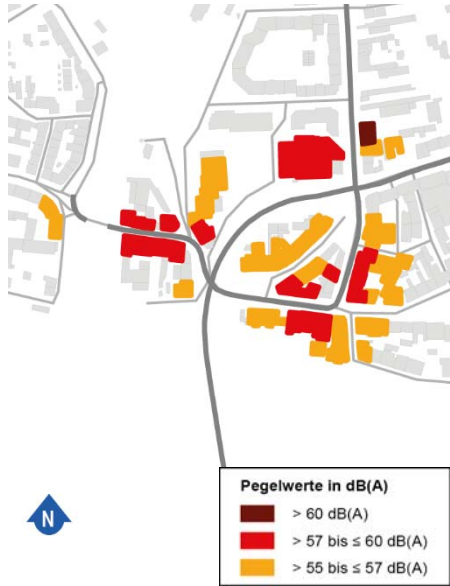 N
Pegelwerte in dB(A)
> 60 dB(A)
> 57 bis ≤ 60 dB(A)
> 55 bis ≤ 57 dB(A)